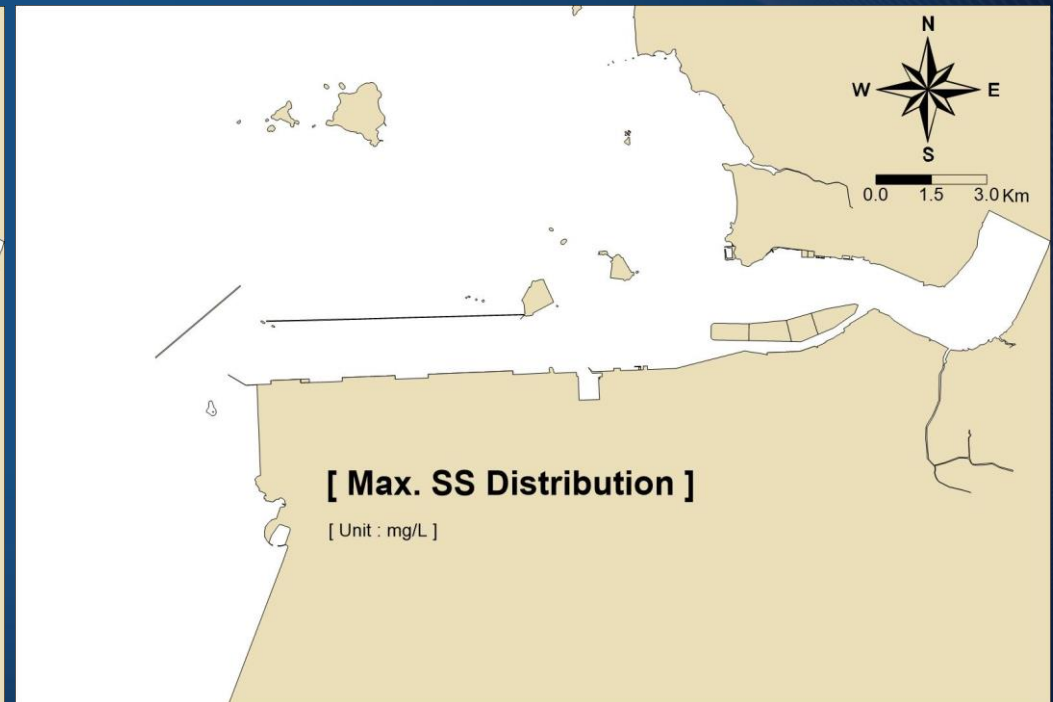 N
W E
S
0.0 1.5 3.0 Km
[ Max. SS Distribution ]
[ Unit : mg/L ]